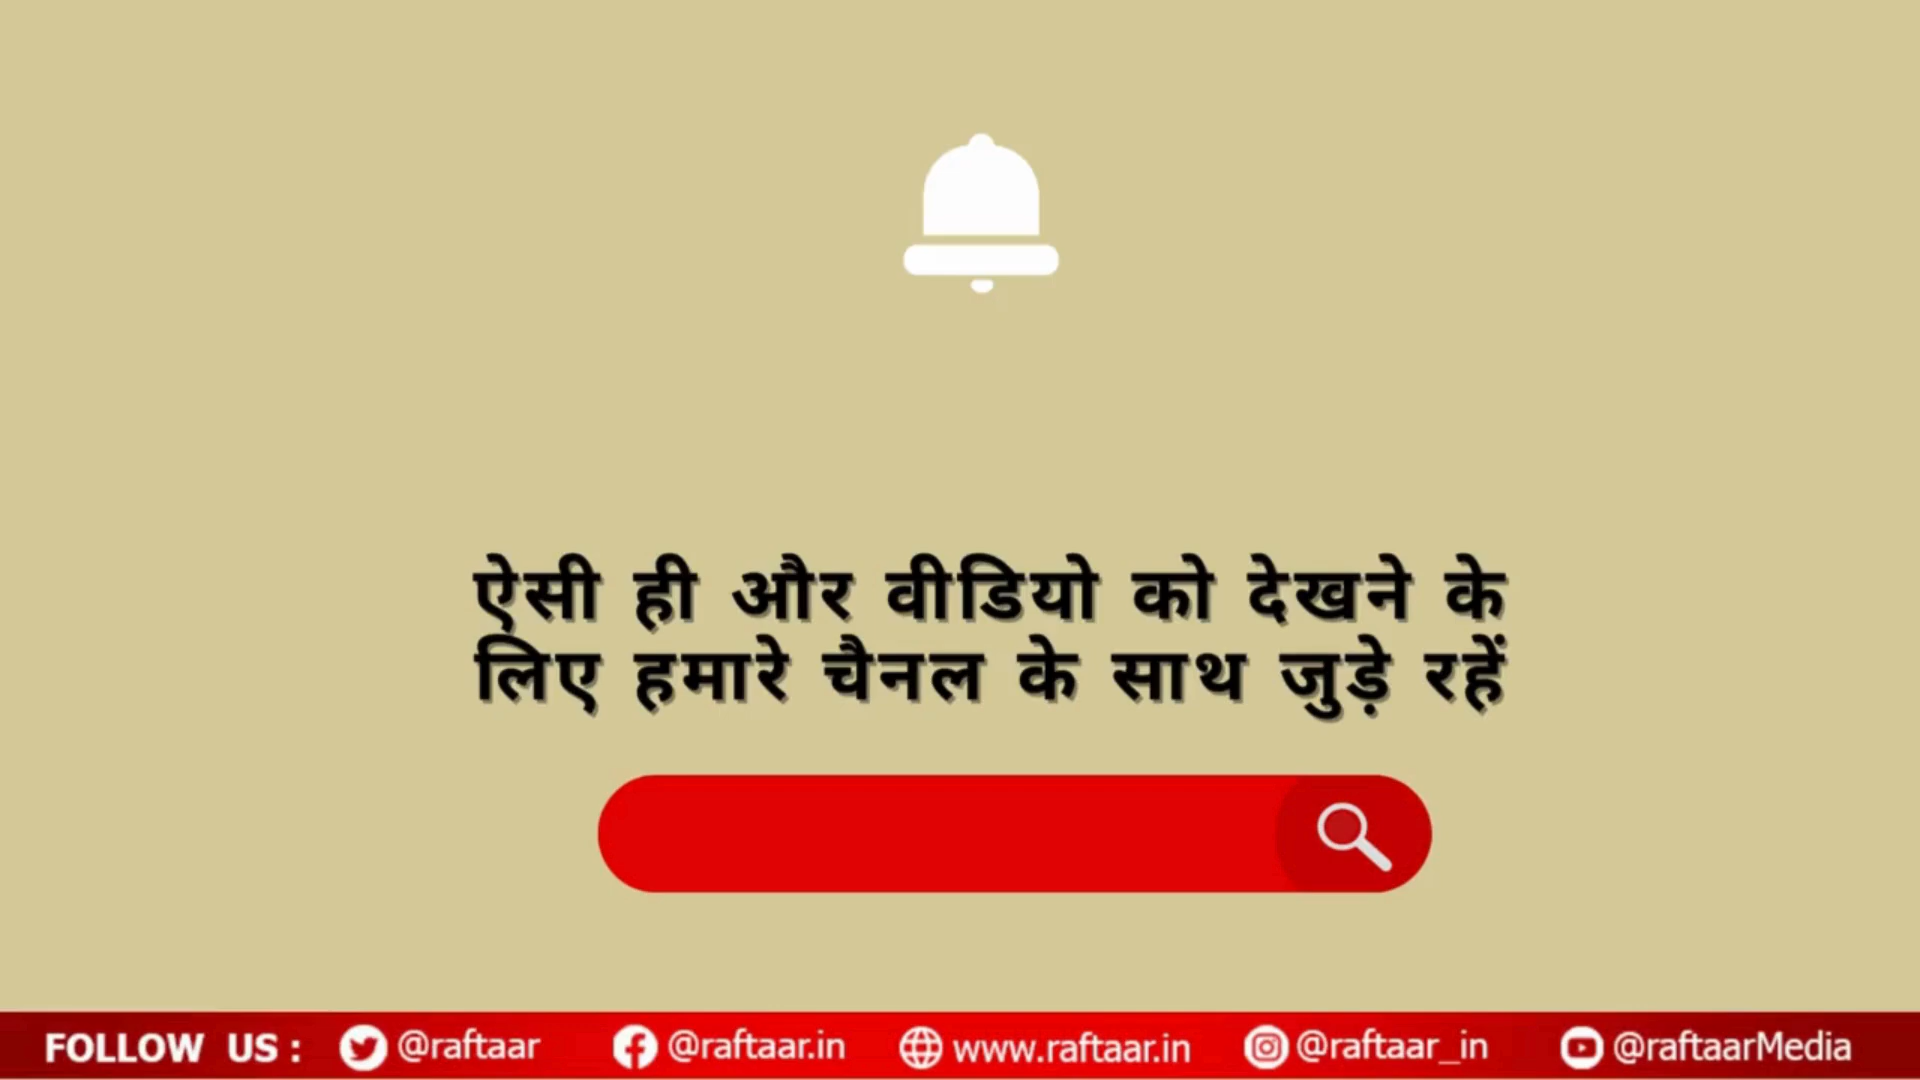 ऐसी ही और वीडियो को देखने के
लिए हमारे चैनल के साथ जुड़े रहें
FOLLOW US : @raftaar @raftaar.in www.raftaar.in @raftaar_in @raftaarMedia